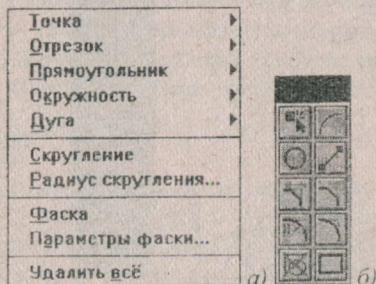 Точка
Отрезок
Прямоугольник
Окружность
Дуга
Скругление
Радиус скругления...
Фаска
Параметры фаски...
Удалить всё
а)
б)